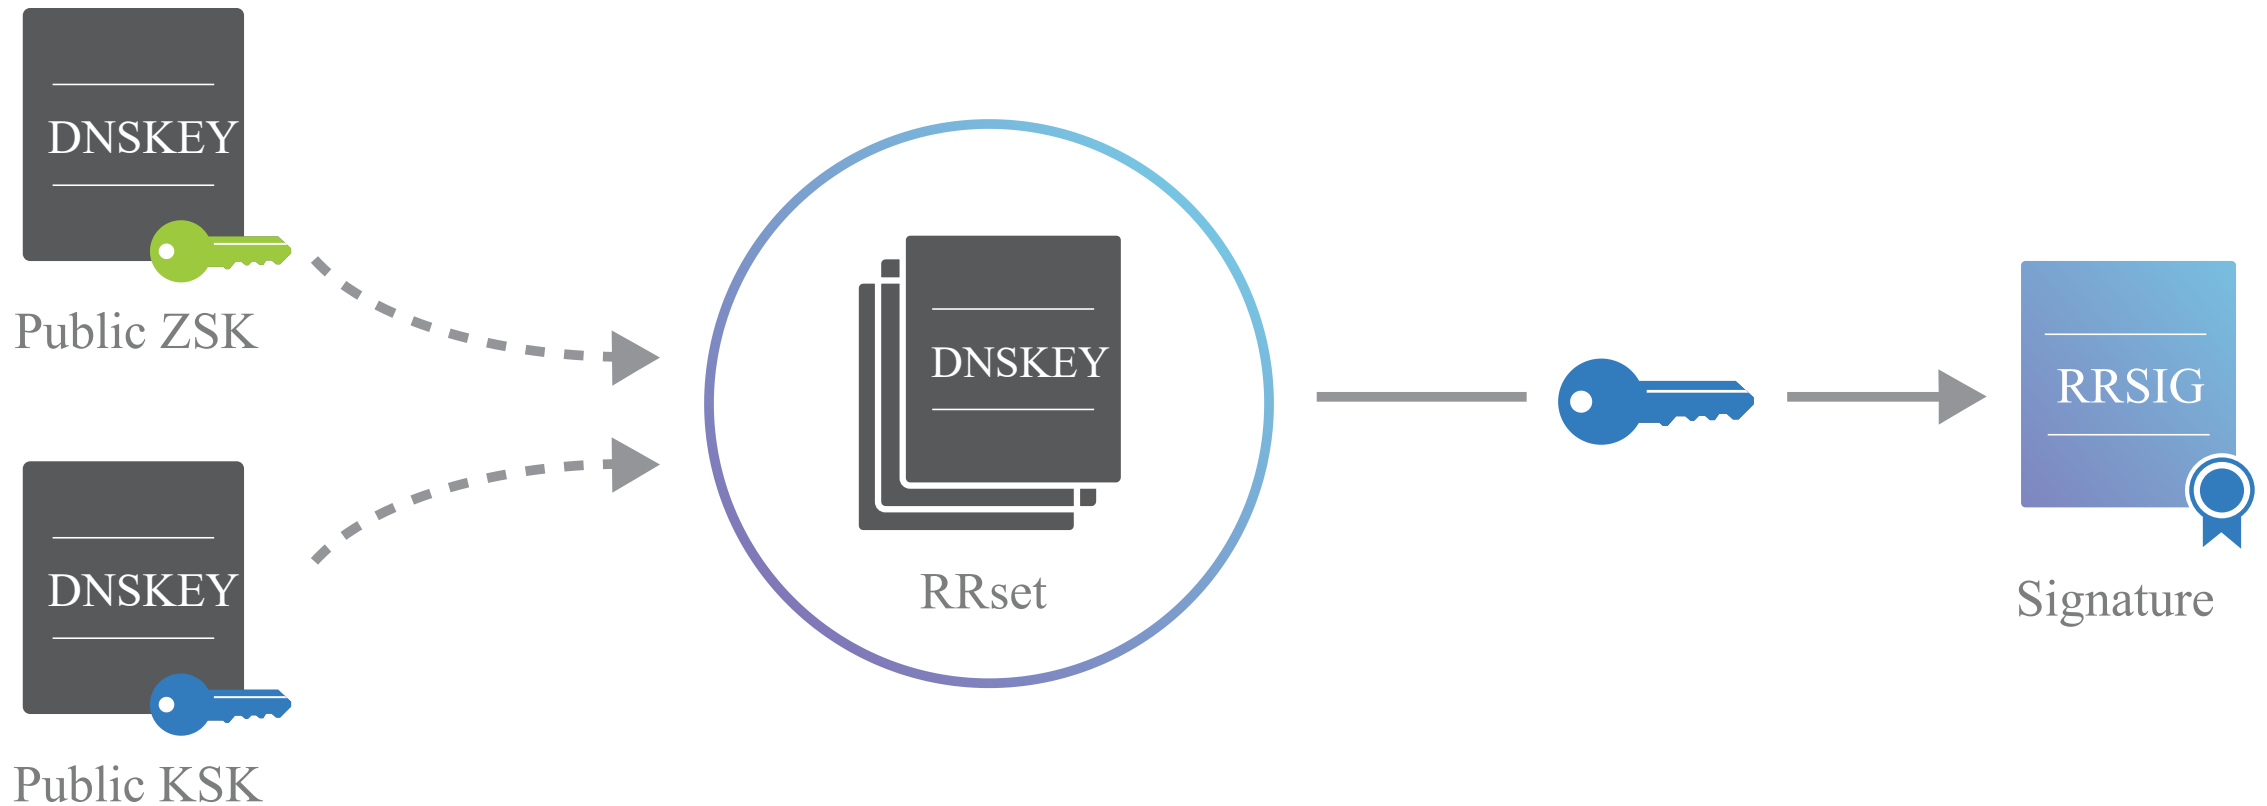 DNSKEY
Public ZSK
DNSKEY
Public KSK
DNSKEY
RRset
RRSIG
Signature